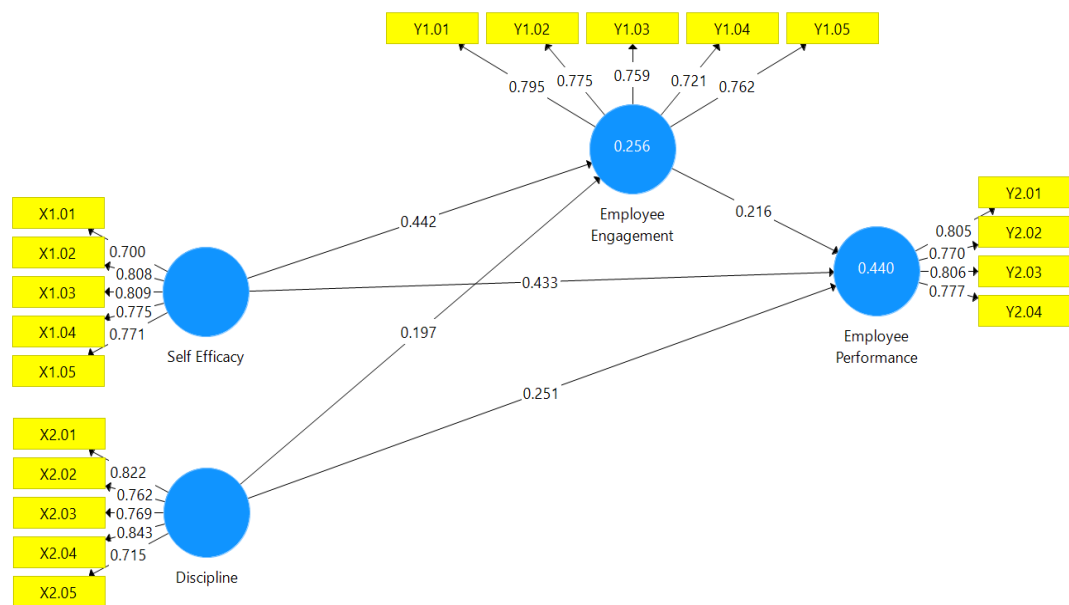 Y1.01 Y1.02 Y1.03 Y1.04 Y1.05
0.795 0.775 0.759 0.721 0.762
0.256
Employee
Engagement
0.442
0.216
0.433
0.197
0.251
X1.01
X1.02
X1.03
X1.04
X1.05
0.700
0.808
0.809
0.775
0.771
Self Efficacy
X2.01
X2.02
X2.03
X2.04
X2.05
0.822
0.762
0.769
0.843
0.715
Discipline
0.440
Employee
Performance
0.805
0.770
0.806
0.777
Y2.01
Y2.02
Y2.03
Y2.04